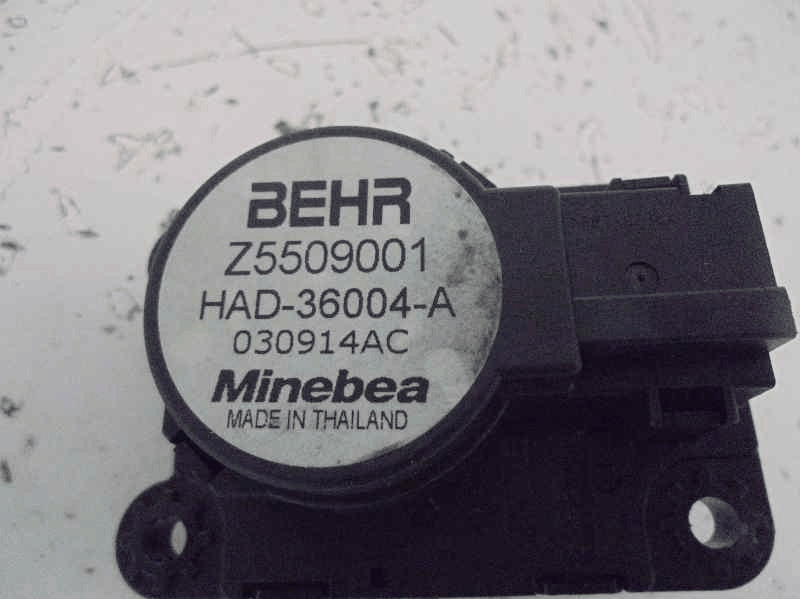 BEHR
Z5509001
HAD-36004-A
030914AC
Minebea
MADE IN THAILAND